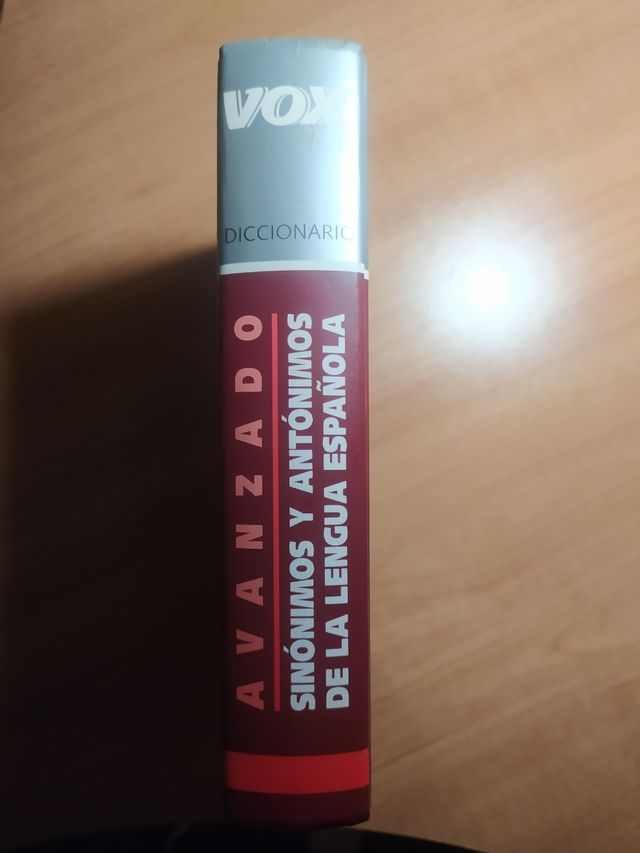 VOX
DICCIONARIO
AVANZADO
SINÓNIMOS Y ANTÓNIMOS
DE LA LENGUA ESPAÑOLA